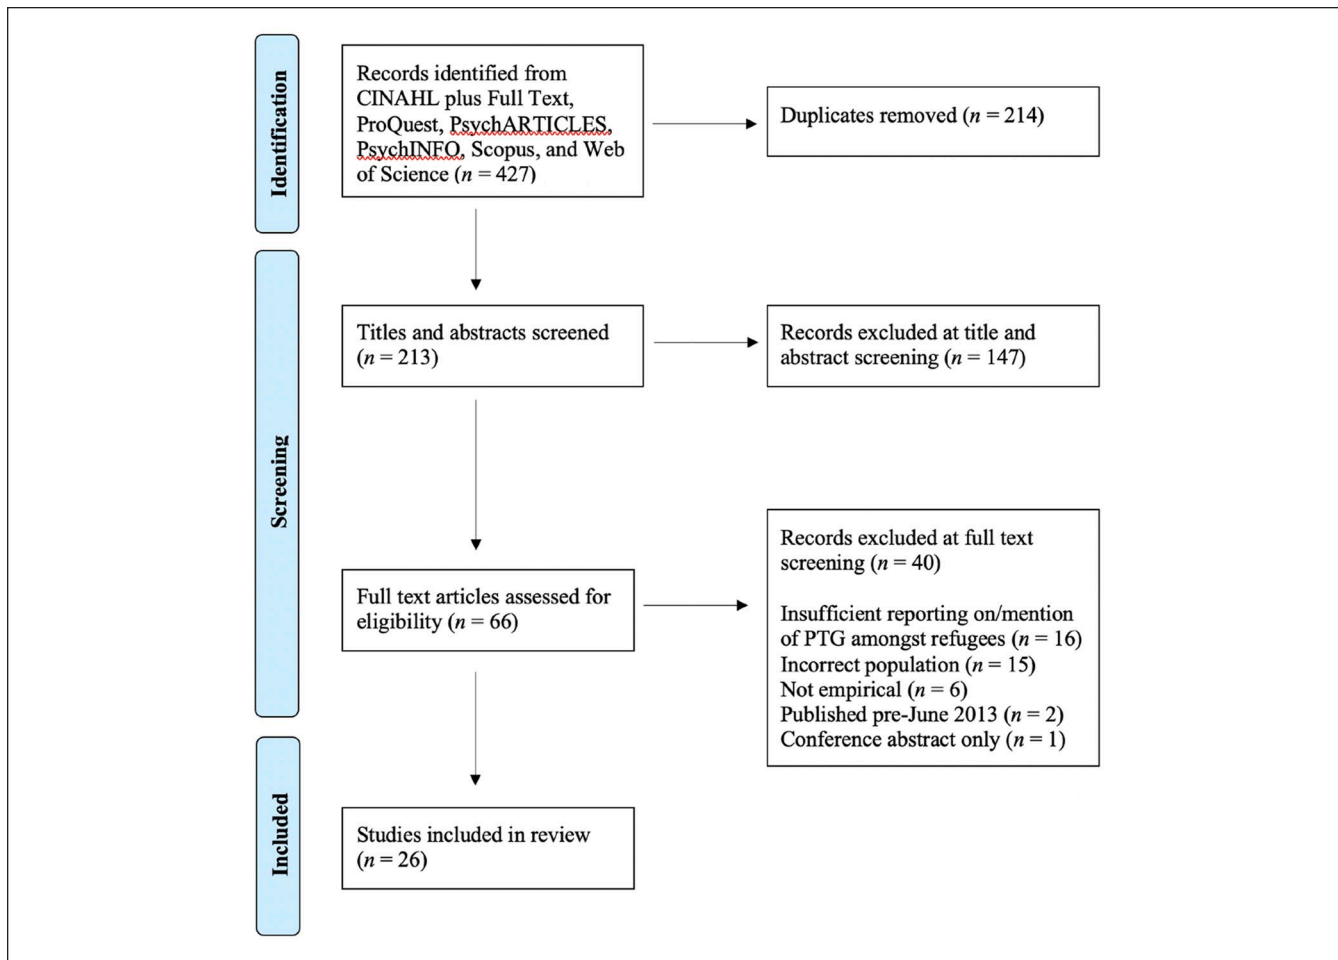 Identification
Records identified from
CINAHL plus Full Text,
ProQuest, PsychARTICLES,
PsychINFO, Scopus, and Web
of Science (n = 427)
Duplicates removed (n = 214)
Screening
Titles and abstracts screened
(n = 213)
Records excluded at title and
abstract screening (n = 147)
Full text articles assessed for
eligibility (n = 66)
Records excluded at full text
screening (n = 40)
Insufficient reporting on/mention
of PTG amongst refugees (n = 16)
Incorrect population (n = 15)
Not empirical (n = 6)
Published pre-June 2013 (n = 2)
Conference abstract only (n = 1)
Included
Studies included in review
(n = 26)